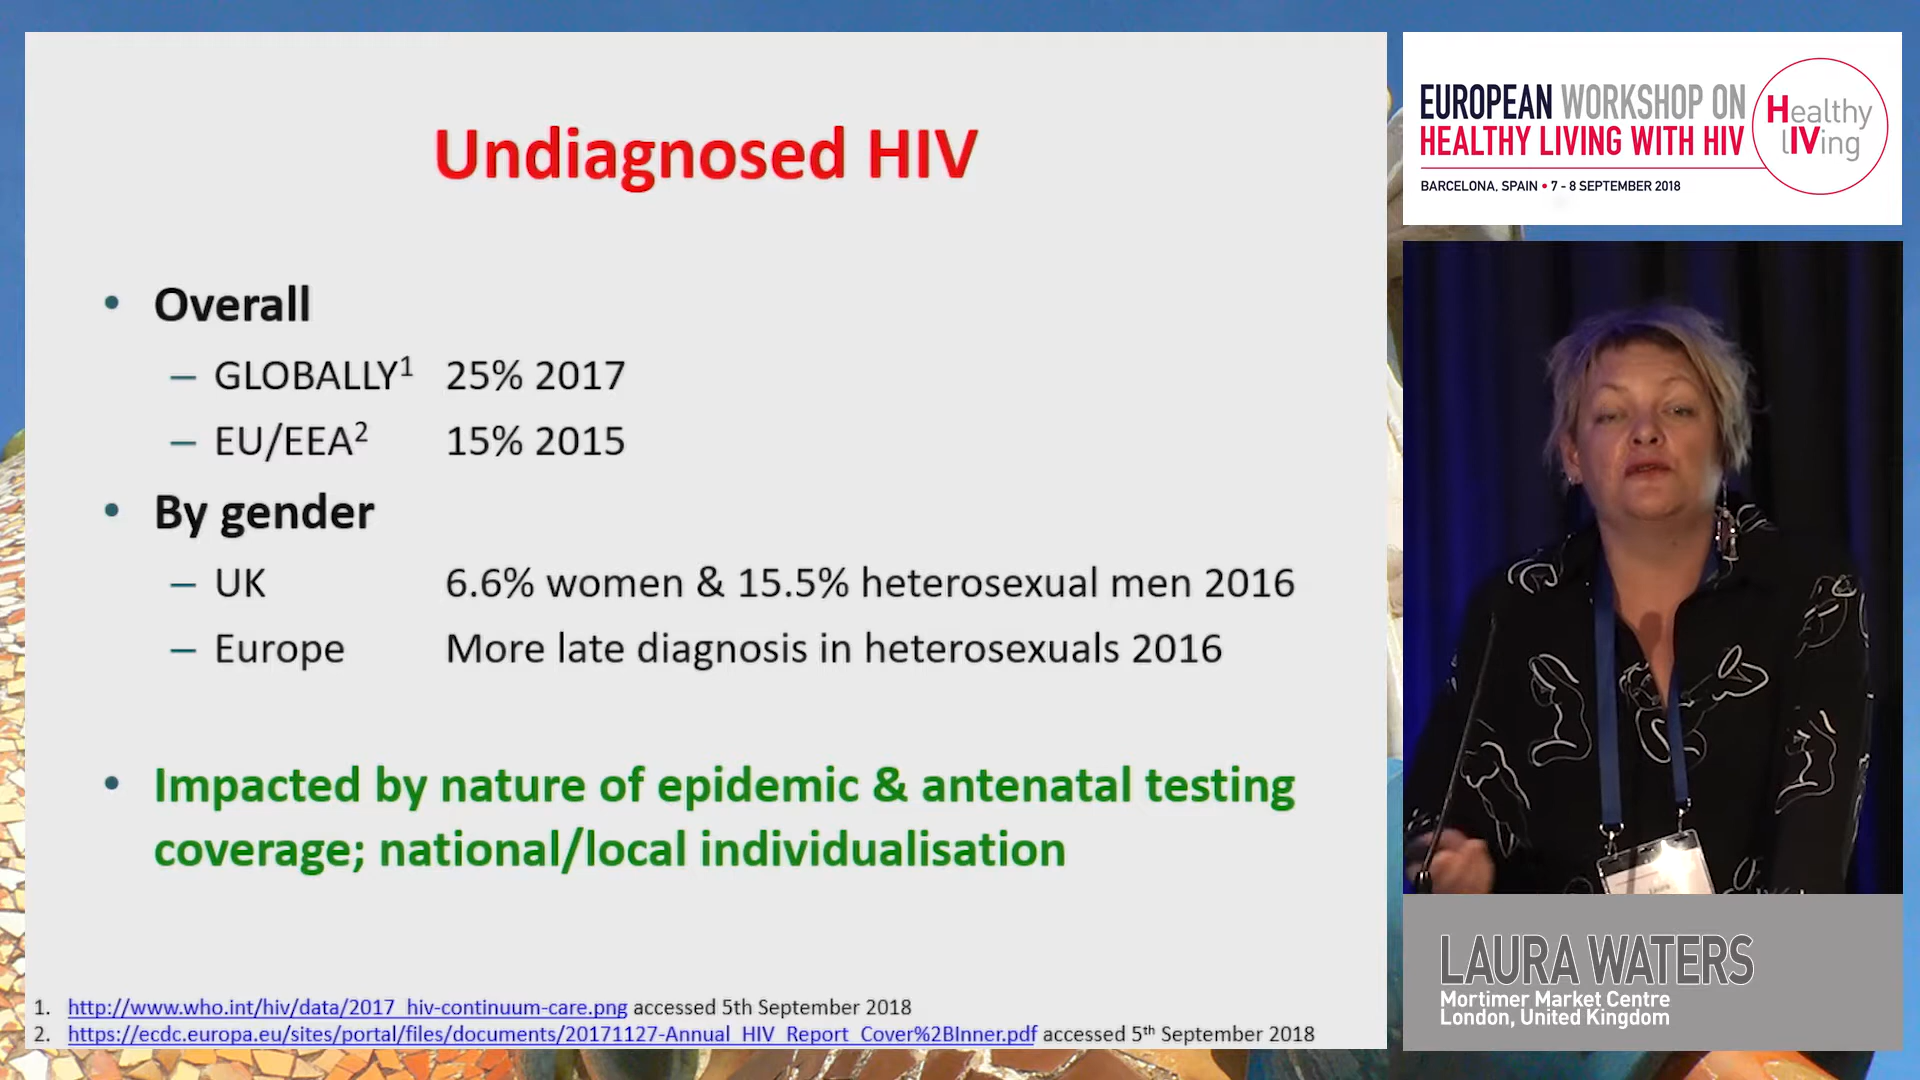 Undiagnosed HIV
• Overall
– GLOBALLY1 25% 2017
– EU/EEA2 15% 2015
• By gender
– UK 6.6% women & 15.5% heterosexual men 2016
– Europe More late diagnosis in heterosexuals 2016
• Impacted by nature of epidemic & antenatal testing
coverage; national/local individualisation
1. http://www.who.int/hiv/data/2017_hiv-continuum-care.png accessed 5th September 2018
2. https://ecdc.europa.eu/sites/portal/files/documents/20171127-Annual_HIV_Report_Cover%2BInner.pdf accessed 5th September 2018
EUROPEAN WORKSHOP ON
HEALTHY LIVING WITH HIV
BARCELONA, SPAIN • 7 - 8 SEPTEMBER 2018
Healthy
lIVing
LAURA WATERS
Mortimer Market Centre
London, United Kingdom